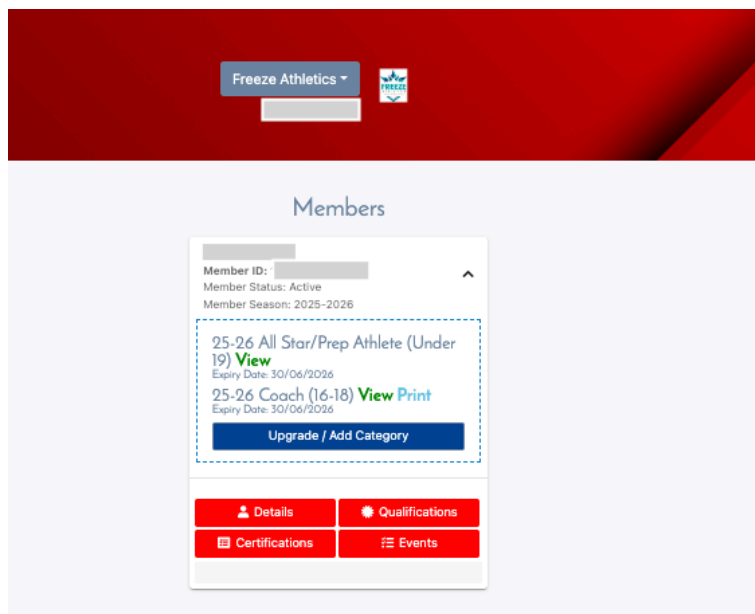 Freeze Athletics
FREEZE
Members
Member ID:
Member Status: Active
Member Season: 2025-2026
25-26 All Star/Prep Athlete (Under
19) View
Expiry Date: 30/06/2026
25-26 Coach (16-18) View Print
Expiry Date: 30/06/2026
Upgrade / Add Category
Details
Qualifications
Certifications
Events